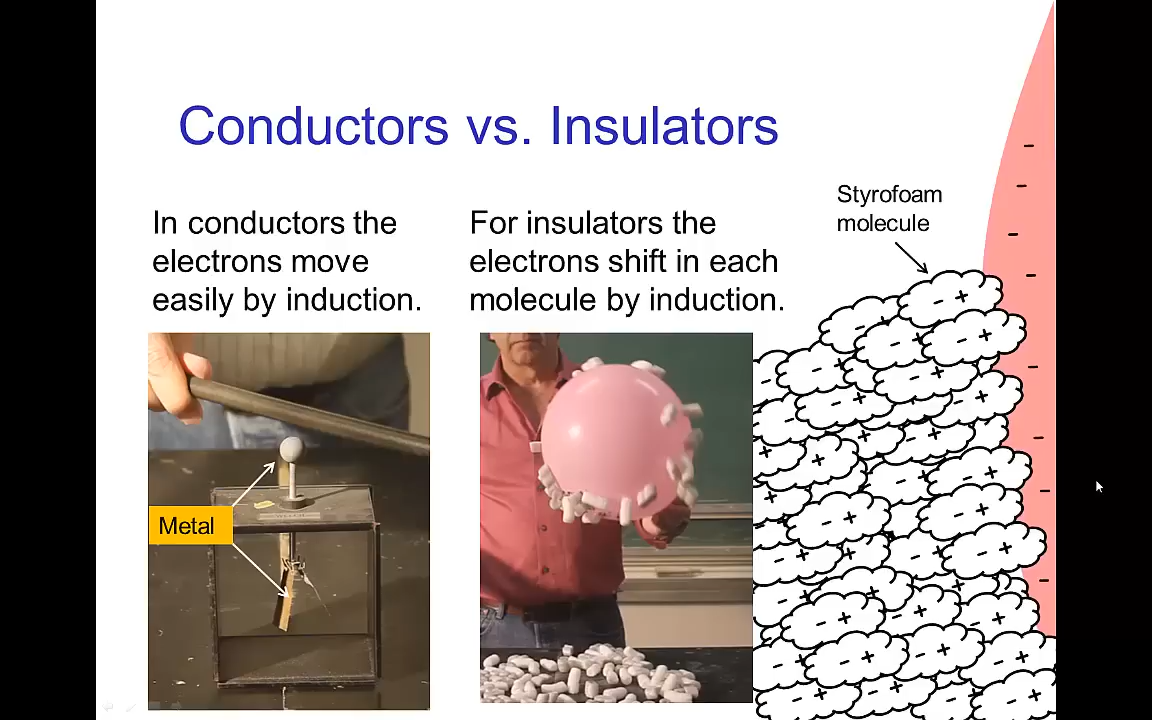 Conductors vs. Insulators
In conductors the
electrons move
easily by induction.
For insulators the
electrons shift in each
molecule by induction.
Styrofoam
molecule
Metal